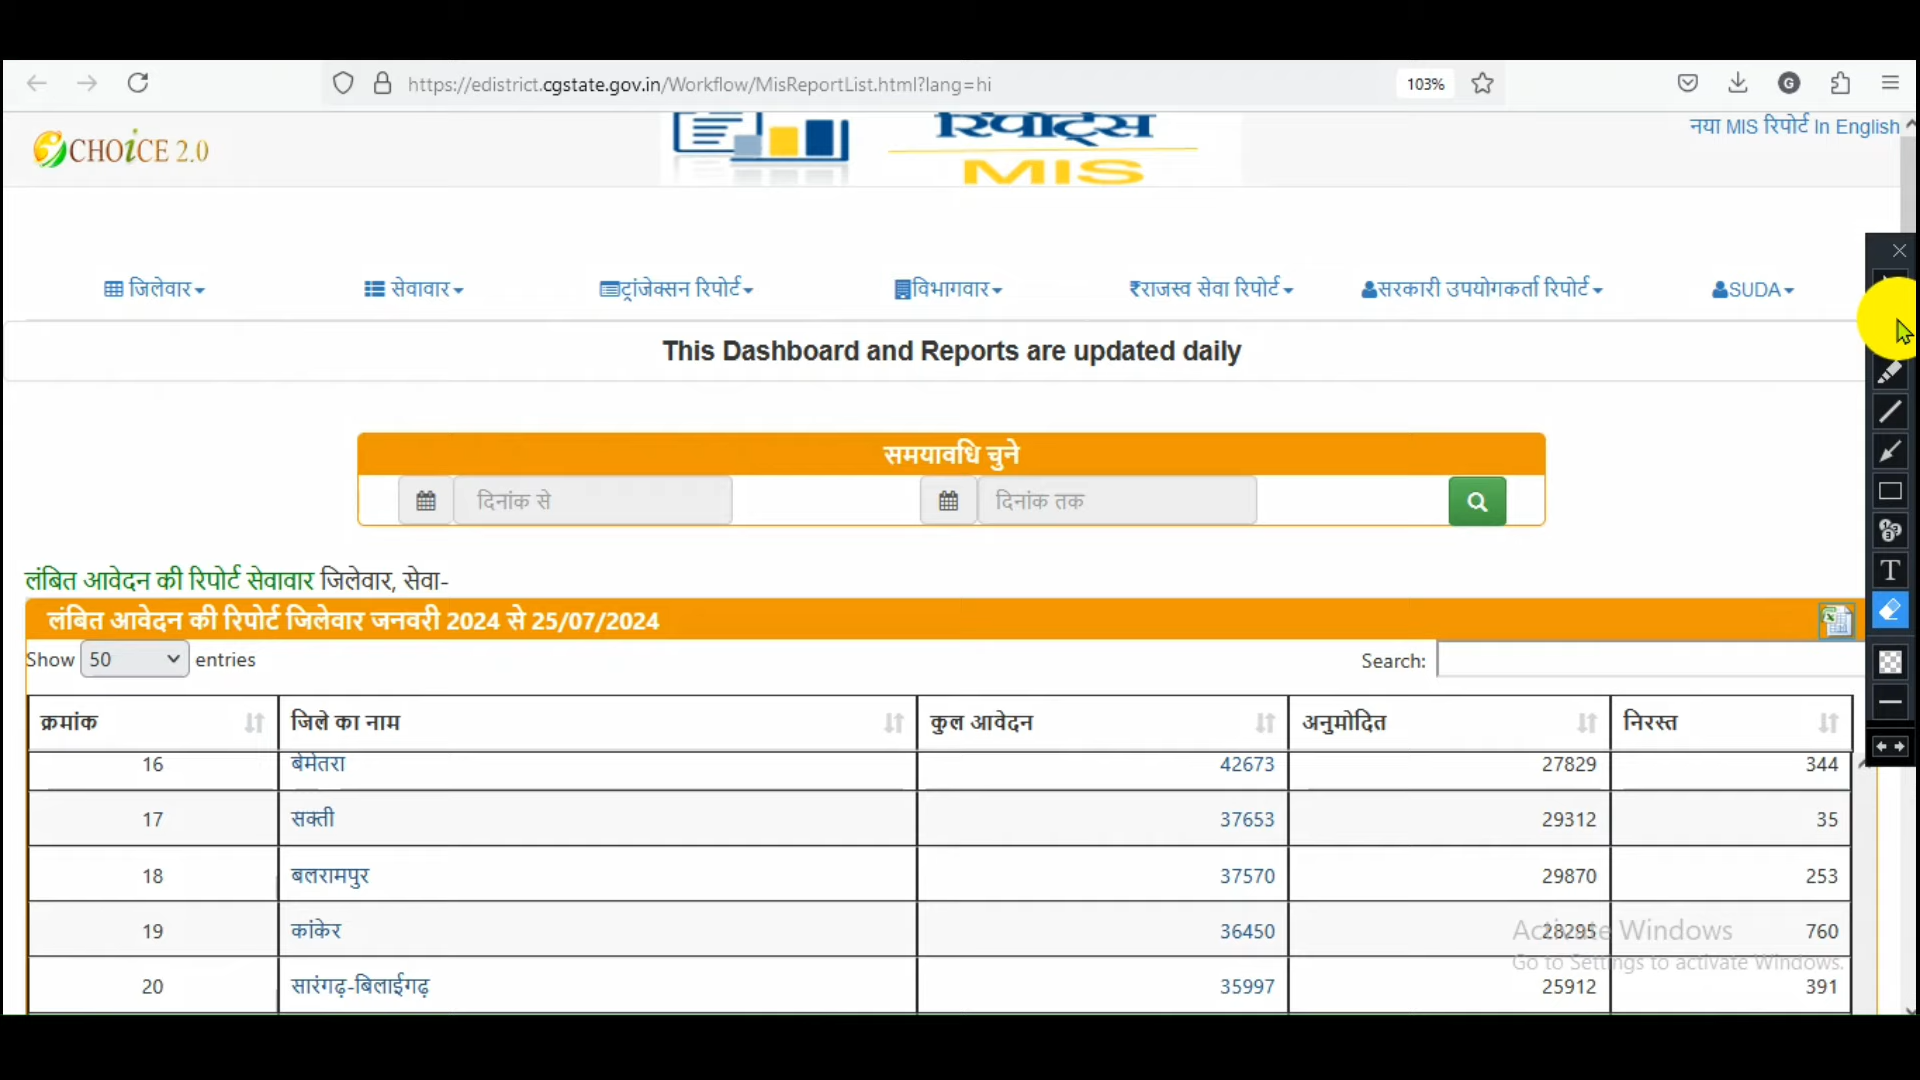 https://edistrict.cgstate.gov.in/Workflow/MisReportList.html?lang=hi
103%
G
CHOiCE 2.0
रिपोर्ट्स
MIS
नया MIS रिपोर्ट In English
जिलेवार
सेवावार
ट्रांजेक्सन रिपोर्ट
विभागवार
₹राजस्व सेवा रिपोर्ट
सरकारी उपयोगकर्ता रिपोर्ट
SUDA
This Dashboard and Reports are updated daily
समयावधि चुने
दिनांक से
दिनांक तक
लंबित आवेदन की रिपोर्ट सेवावार जिलेवार, सेवा-
लंबित आवेदन की रिपोर्ट जिलेवार जनवरी 2024 से 25/07/2024
Show 50 entries
Search:
क्रमांक जिले का नाम कुल आवेदन अनुमोदित निरस्त
16 बेमेतरा 42673 27829 344
17 सक्ती 37653 29312 35
18 बलरामपुर 37570 29870 253
19 कांकेर 36450 28295 760
20 सारंगढ़-बिलाईगढ़ 35997 25912 391
Activate Windows
Go to Settings to activate Windows.
T